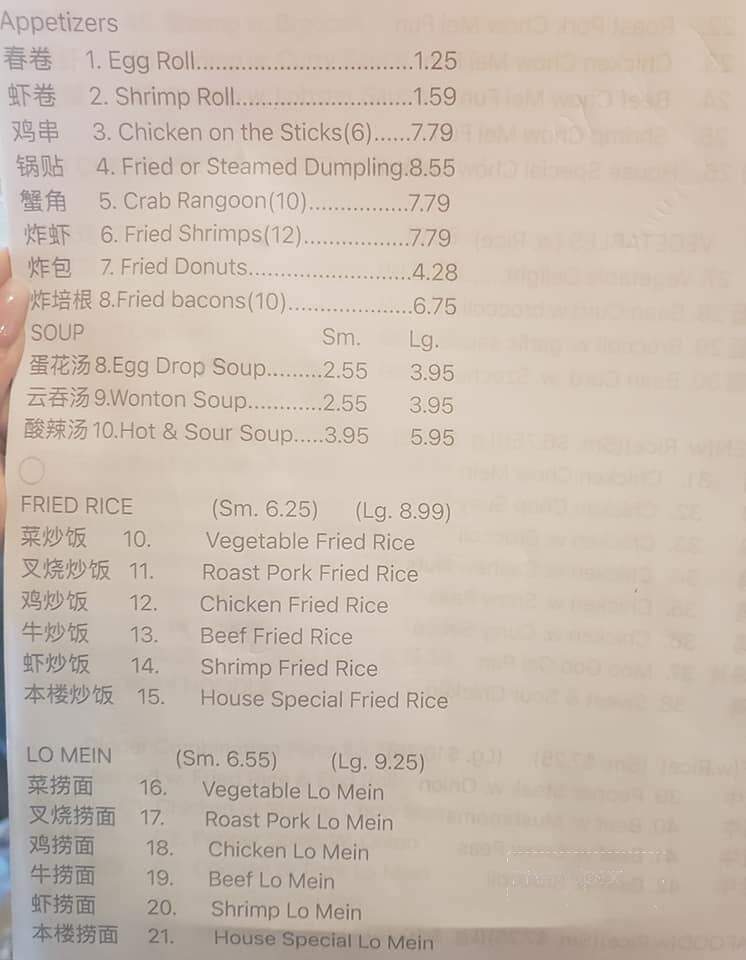 Appetizers
春卷 1. Egg Roll..................................1.25
虾卷 2. Shrimp Roll............................1.59
鸡串 3. Chicken on the Sticks(6)......7.79
锅贴 4. Fried or Steamed Dumpling.8.55
蟹角 5. Crab Rangoon(10)................7.79
炸虾 6. Fried Shrimps(12).................7.79
炸包 7. Fried Donuts..........................4.28
炸培根 8.Fried bacons(10)....................6.75
SOUP Sm. Lg.
蛋花汤 8.Egg Drop Soup.........2.55 3.95
云吞汤 9.Wonton Soup............2.55 3.95
酸辣汤 10.Hot & Sour Soup.....3.95 5.95
FRIED RICE (Sm. 6.25) (Lg. 8.99)
菜炒饭 10. Vegetable Fried Rice
叉烧炒饭 11. Roast Pork Fried Rice
鸡炒饭 12. Chicken Fried Rice
牛炒饭 13. Beef Fried Rice
虾炒饭 14. Shrimp Fried Rice
本楼炒饭 15. House Special Fried Rice
LO MEIN (Sm. 6.55) (Lg. 9.25)
菜捞面 16. Vegetable Lo Mein
叉烧捞面 17. Roast Pork Lo Mein
鸡捞面 18. Chicken Lo Mein
牛捞面 19. Beef Lo Mein
虾捞面 20. Shrimp Lo Mein
本楼捞面 21. House Special Lo Mein